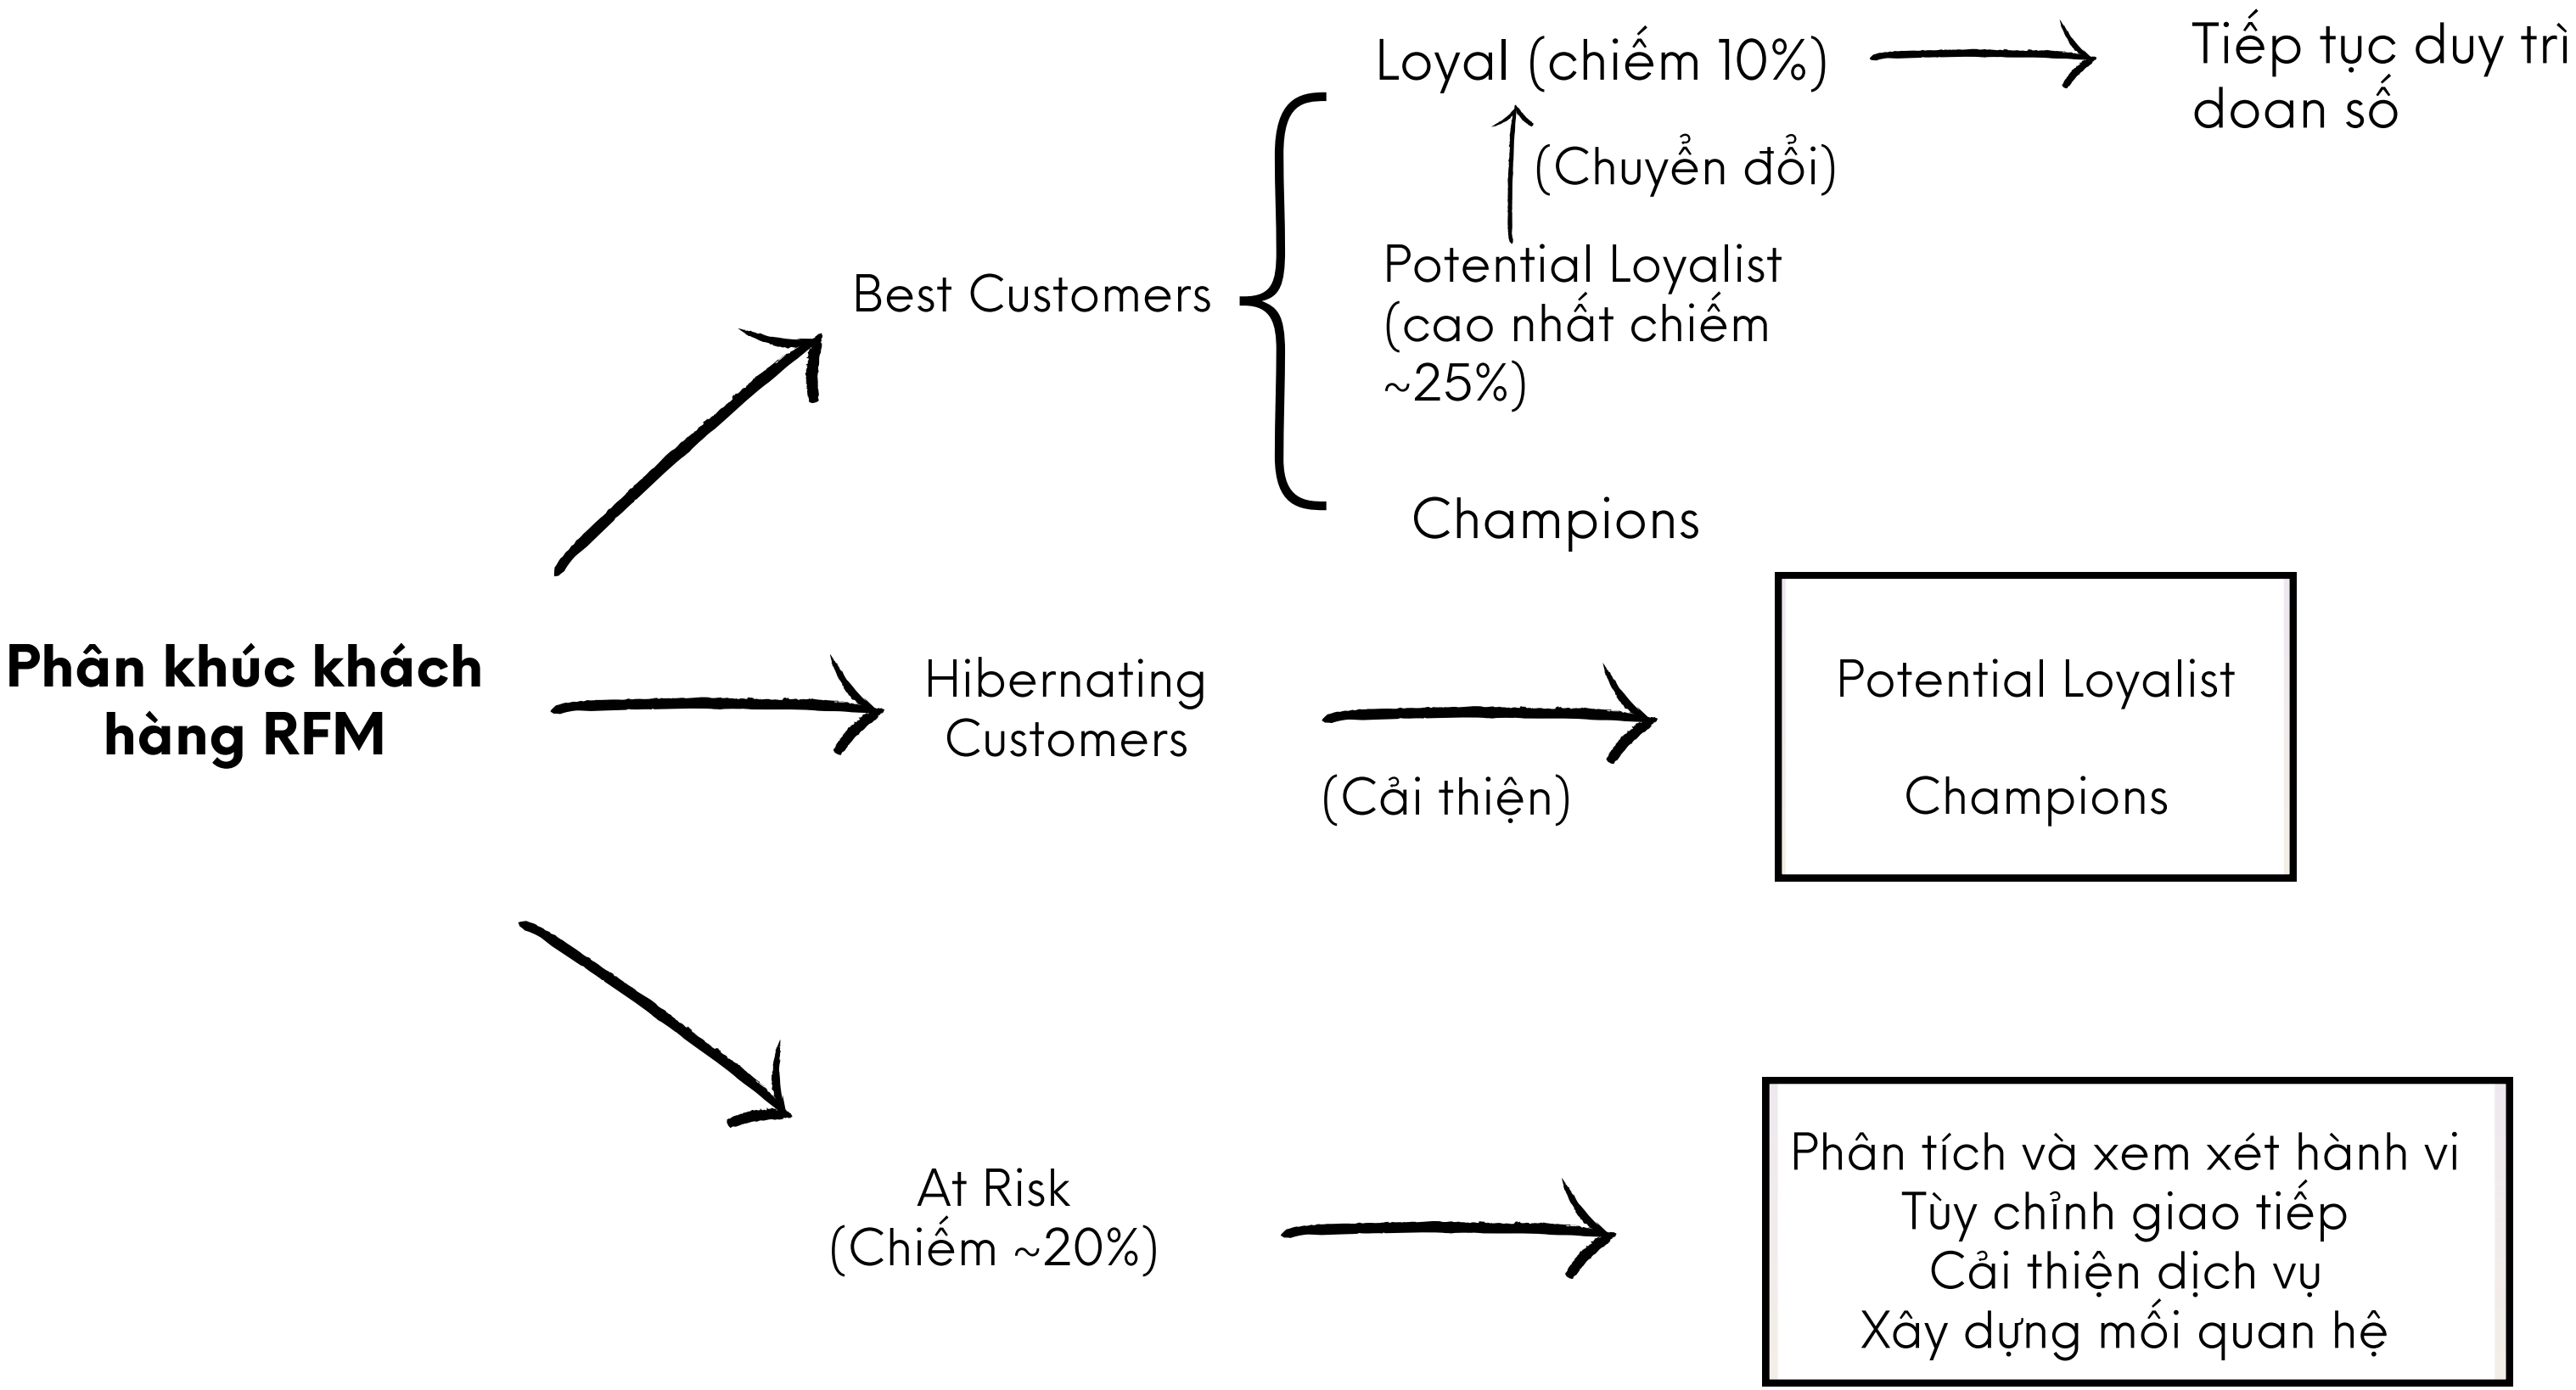 Loyal (chiếm 10%)
Tiếp tục duy trì
doan số
(Chuyển đổi)
Best Customers
Potential Loyalist
(cao nhất chiếm
~25%)
Champions
Phân khúc khách
hàng RFM
Hibernating
Customers
(Cải thiện)
Potential Loyalist
Champions
At Risk
(Chiếm ~20%)
Phân tích và xem xét hành vi
Tùy chỉnh giao tiếp
Cải thiện dịch vụ
Xây dựng mối quan hệ